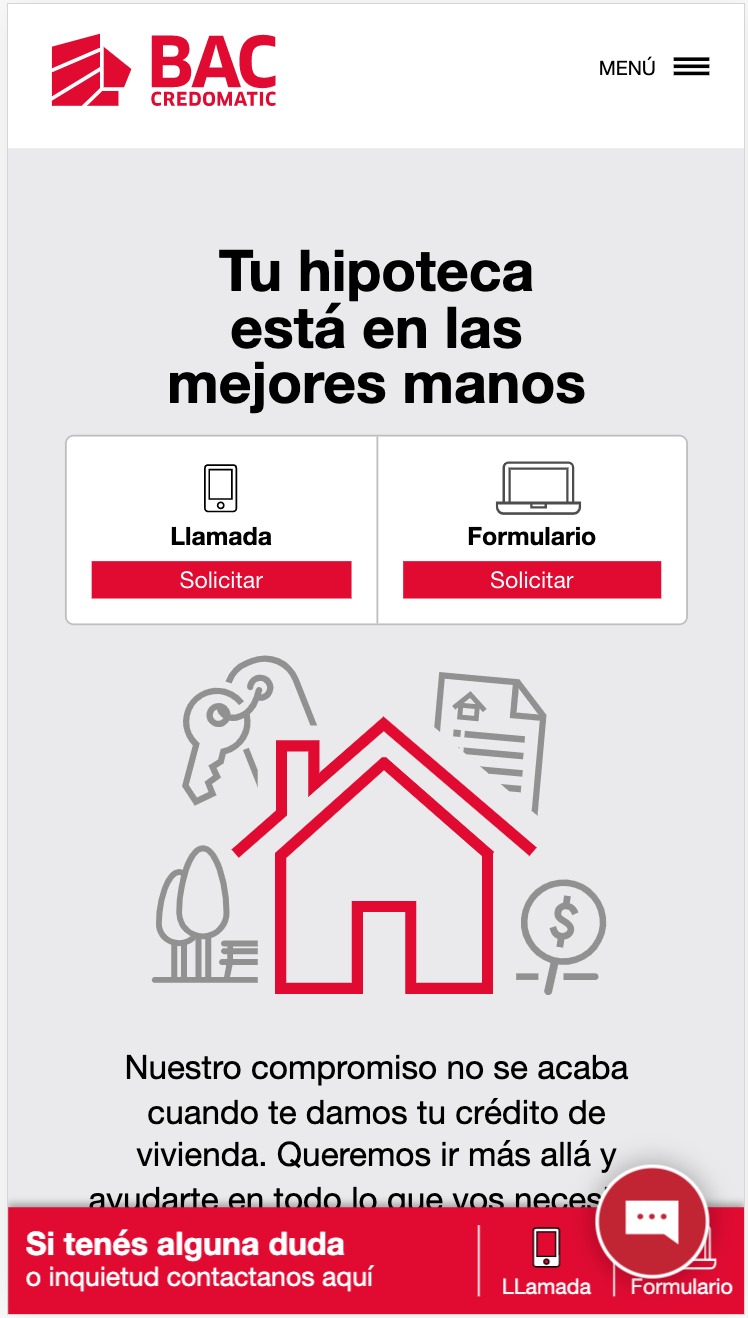 BAC
CREDOMATIC
MENÚ
Tu hipoteca
está en las
mejores manos
Llamada
Formulario
Solicitar
Solicitar
$
Nuestro compromiso no se acaba
cuando te damos tu crédito de
vivienda. Queremos ir más allá y
ayudarte en todo lo que vos
Si tenés alguna duda
o inquietud contactanos aquí
LLamada
Formulario